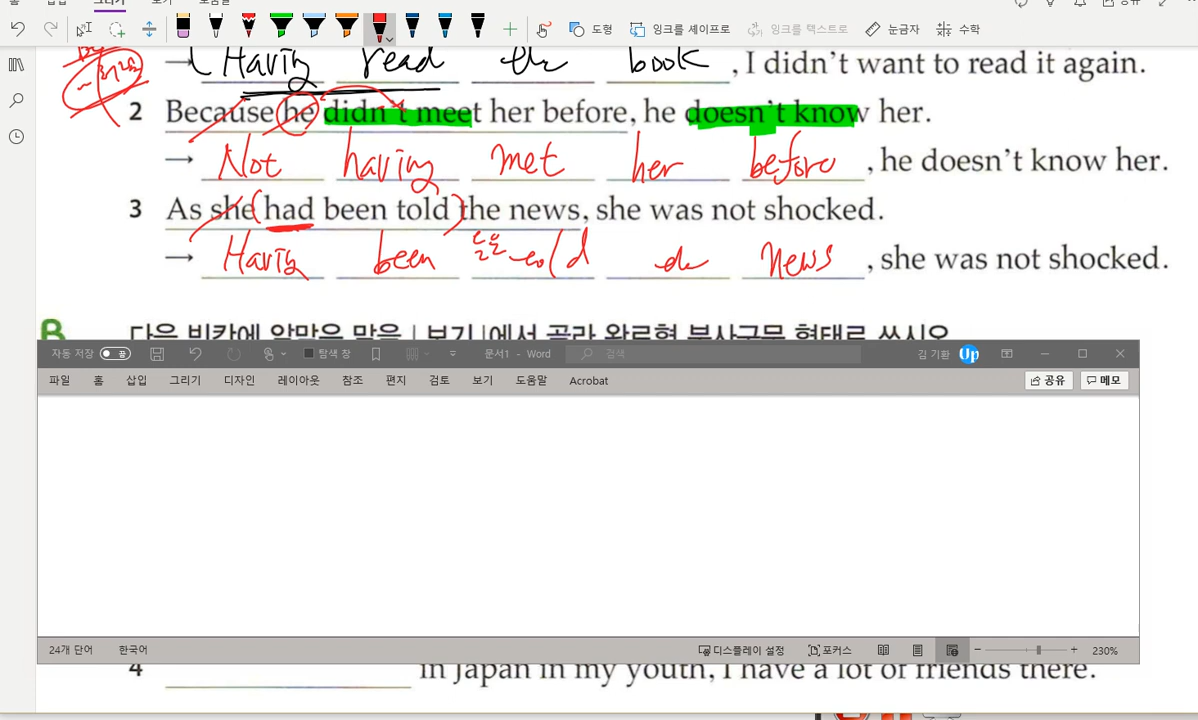 도형 잉크를 셰이프로 잉크를 텍스트로 눈금자 수학
→ Having read the book , I didn't want to read it again.
2 Because he didn't meet her before, he doesn't know her.
→ Not having met her before , he doesn't know her.
3 As she (had been told) the news, she was not shocked.
→ Having been told the news , she was not shocked.
B 다음 빈칸에 알맞은 말을 |보기|에서 골라 완료형 분사구문 형태로 쓰시오
자동 저장 끔 탐색 창 문서1 - Word 검색 김 기환 Up
파일 홈 삽입 그리기 디자인 레이아웃 참조 편지 검토 보기 도움말 Acrobat 공유 메모
24개 단어 한국어 디스플레이 설정 포커스 230%
4 in Japan in my youth, I have a lot of friends there.